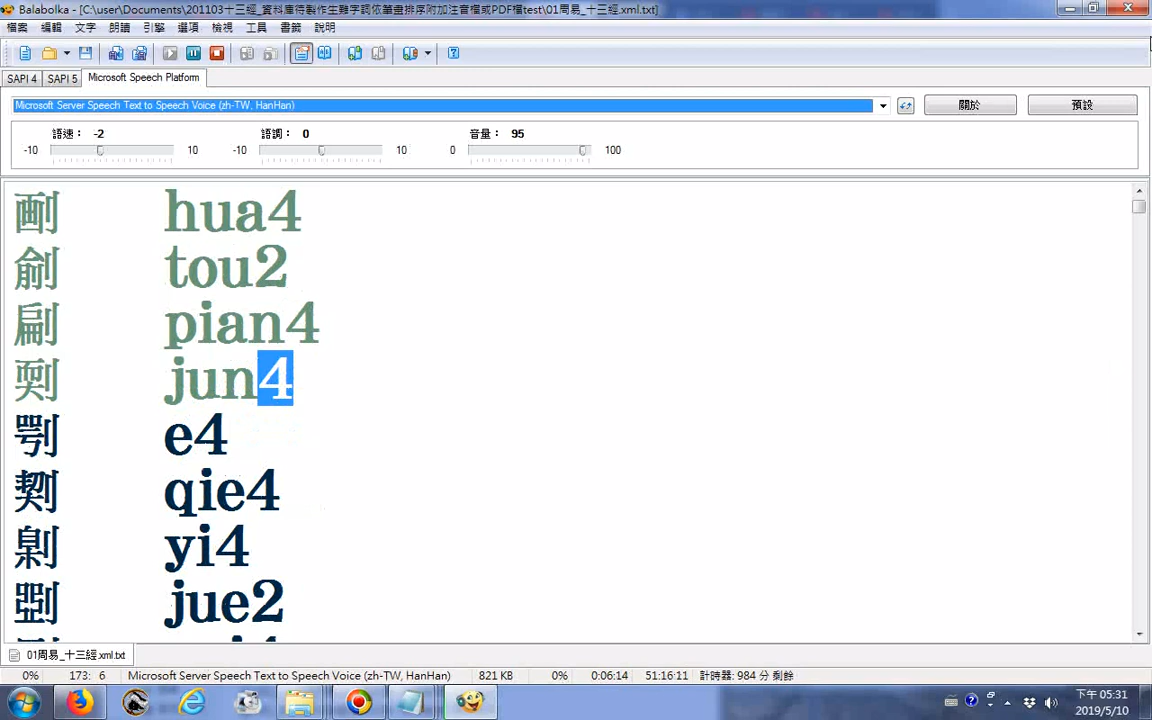 Balabolka - [C:\user\Documents\201103十三經_資料庫待製作生難字詞依筆畫排序附加注音檔或PDF檔test\01周易_十三經.xml.txt]
檔案 編輯 文字 朗讀 引擎 選項 檢視 工具 書籤 說明
SAPI 4 SAPI 5 Microsoft Speech Platform
Microsoft Server Speech Text to Speech Voice (zh-TW, HanHan) 關於 預設
語速： -2 語調： 0 音量： 95
-10 10 -10 10 0 100
hua4
tou2
pian4
jun4
e4
qie4
yi4
jue2
01周易_十三經.xml.txt
0% 173: 6 Microsoft Server Speech Text to Speech Voice (zh-TW, HanHan) 821 KB 0% 0:06:14 51:16:11 計時器: 984 分 剩餘
下午 05:31
2019/5/10